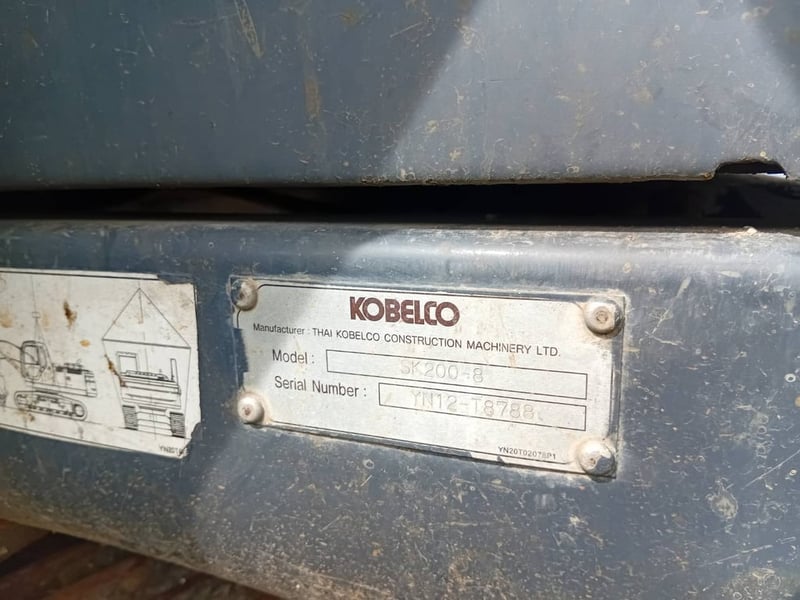 KOBELCO
Manufacturer : THAI KOBELCO CONSTRUCTION MACHINERY LTD.
Model : SK200-8
Serial Number : YN12-T8788
YN20T02078P1